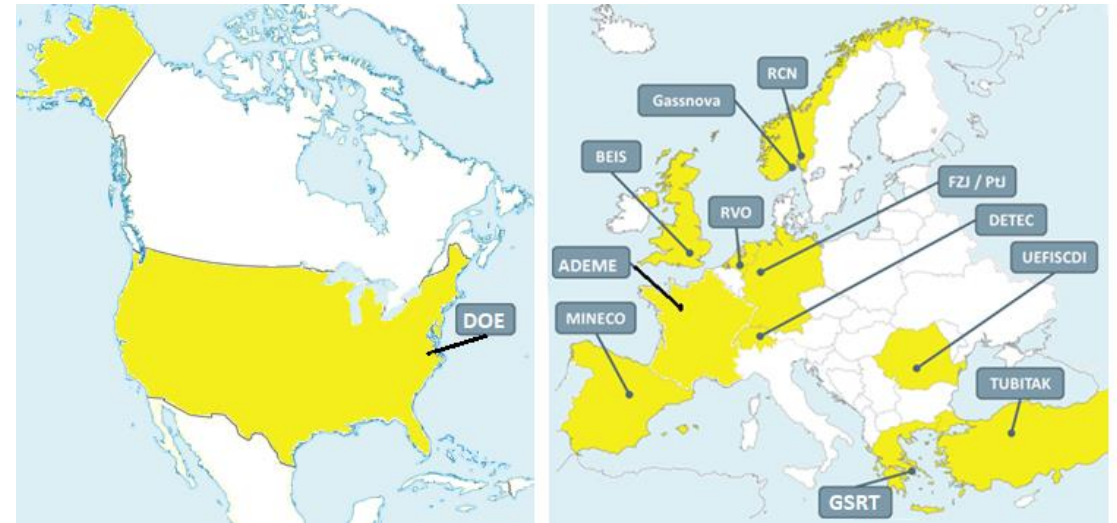 DOE
RCN
Gassnova
BEIS
FZJ / PtJ
RVO
DETEC
UEFISCDI
ADEME
MINECO
TUBITAK
GSRT